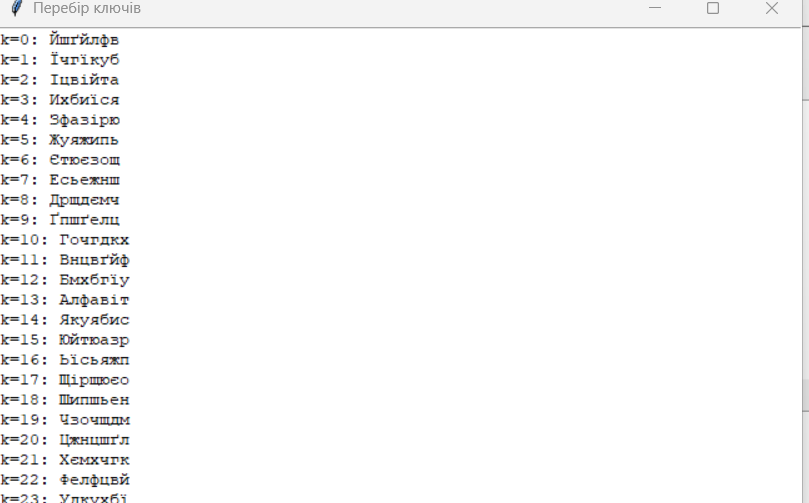 Перебір ключів
k=0: Йшґйлфв
k=1: Їчгїкуб
k=2: Іцвійта
k=3: Ихбиїся
k=4: Зфазірю
k=5: Жуяжипь
k=6: Єтюєзощ
k=7: Есьежнш
k=8: Дрщдємч
k=9: Ґпшґелц
k=10: Гочгдкх
k=11: Внцвґйф
k=12: Бмхбгїу
k=13: Алфавіт
k=14: Якуябис
k=15: Юйтюазр
k=16: Ьїсьяжп
k=17: Щірщюєо
k=18: Шипшьен
k=19: Чзочщдм
k=20: Цжнцшґл
k=21: Хємхчгк
k=22: Фелфцвй
k=23: Удкухбї